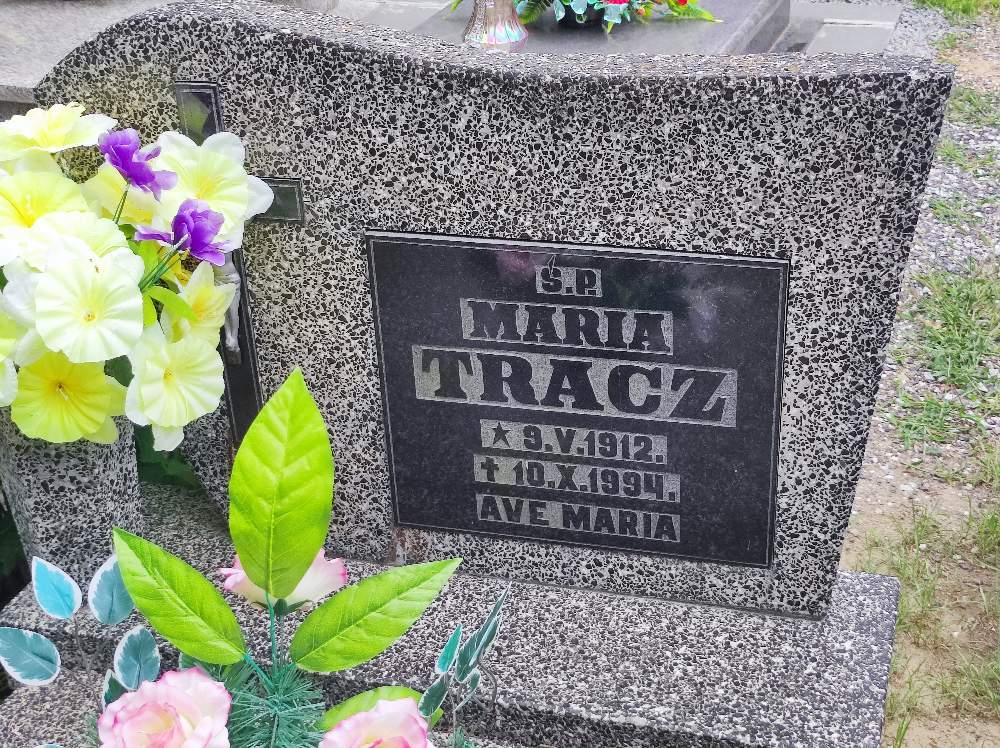 Ś.P.
MARIA
TRACZ
★ 9.V.1912.
✝ 10.X.1994.
AVE MARIA